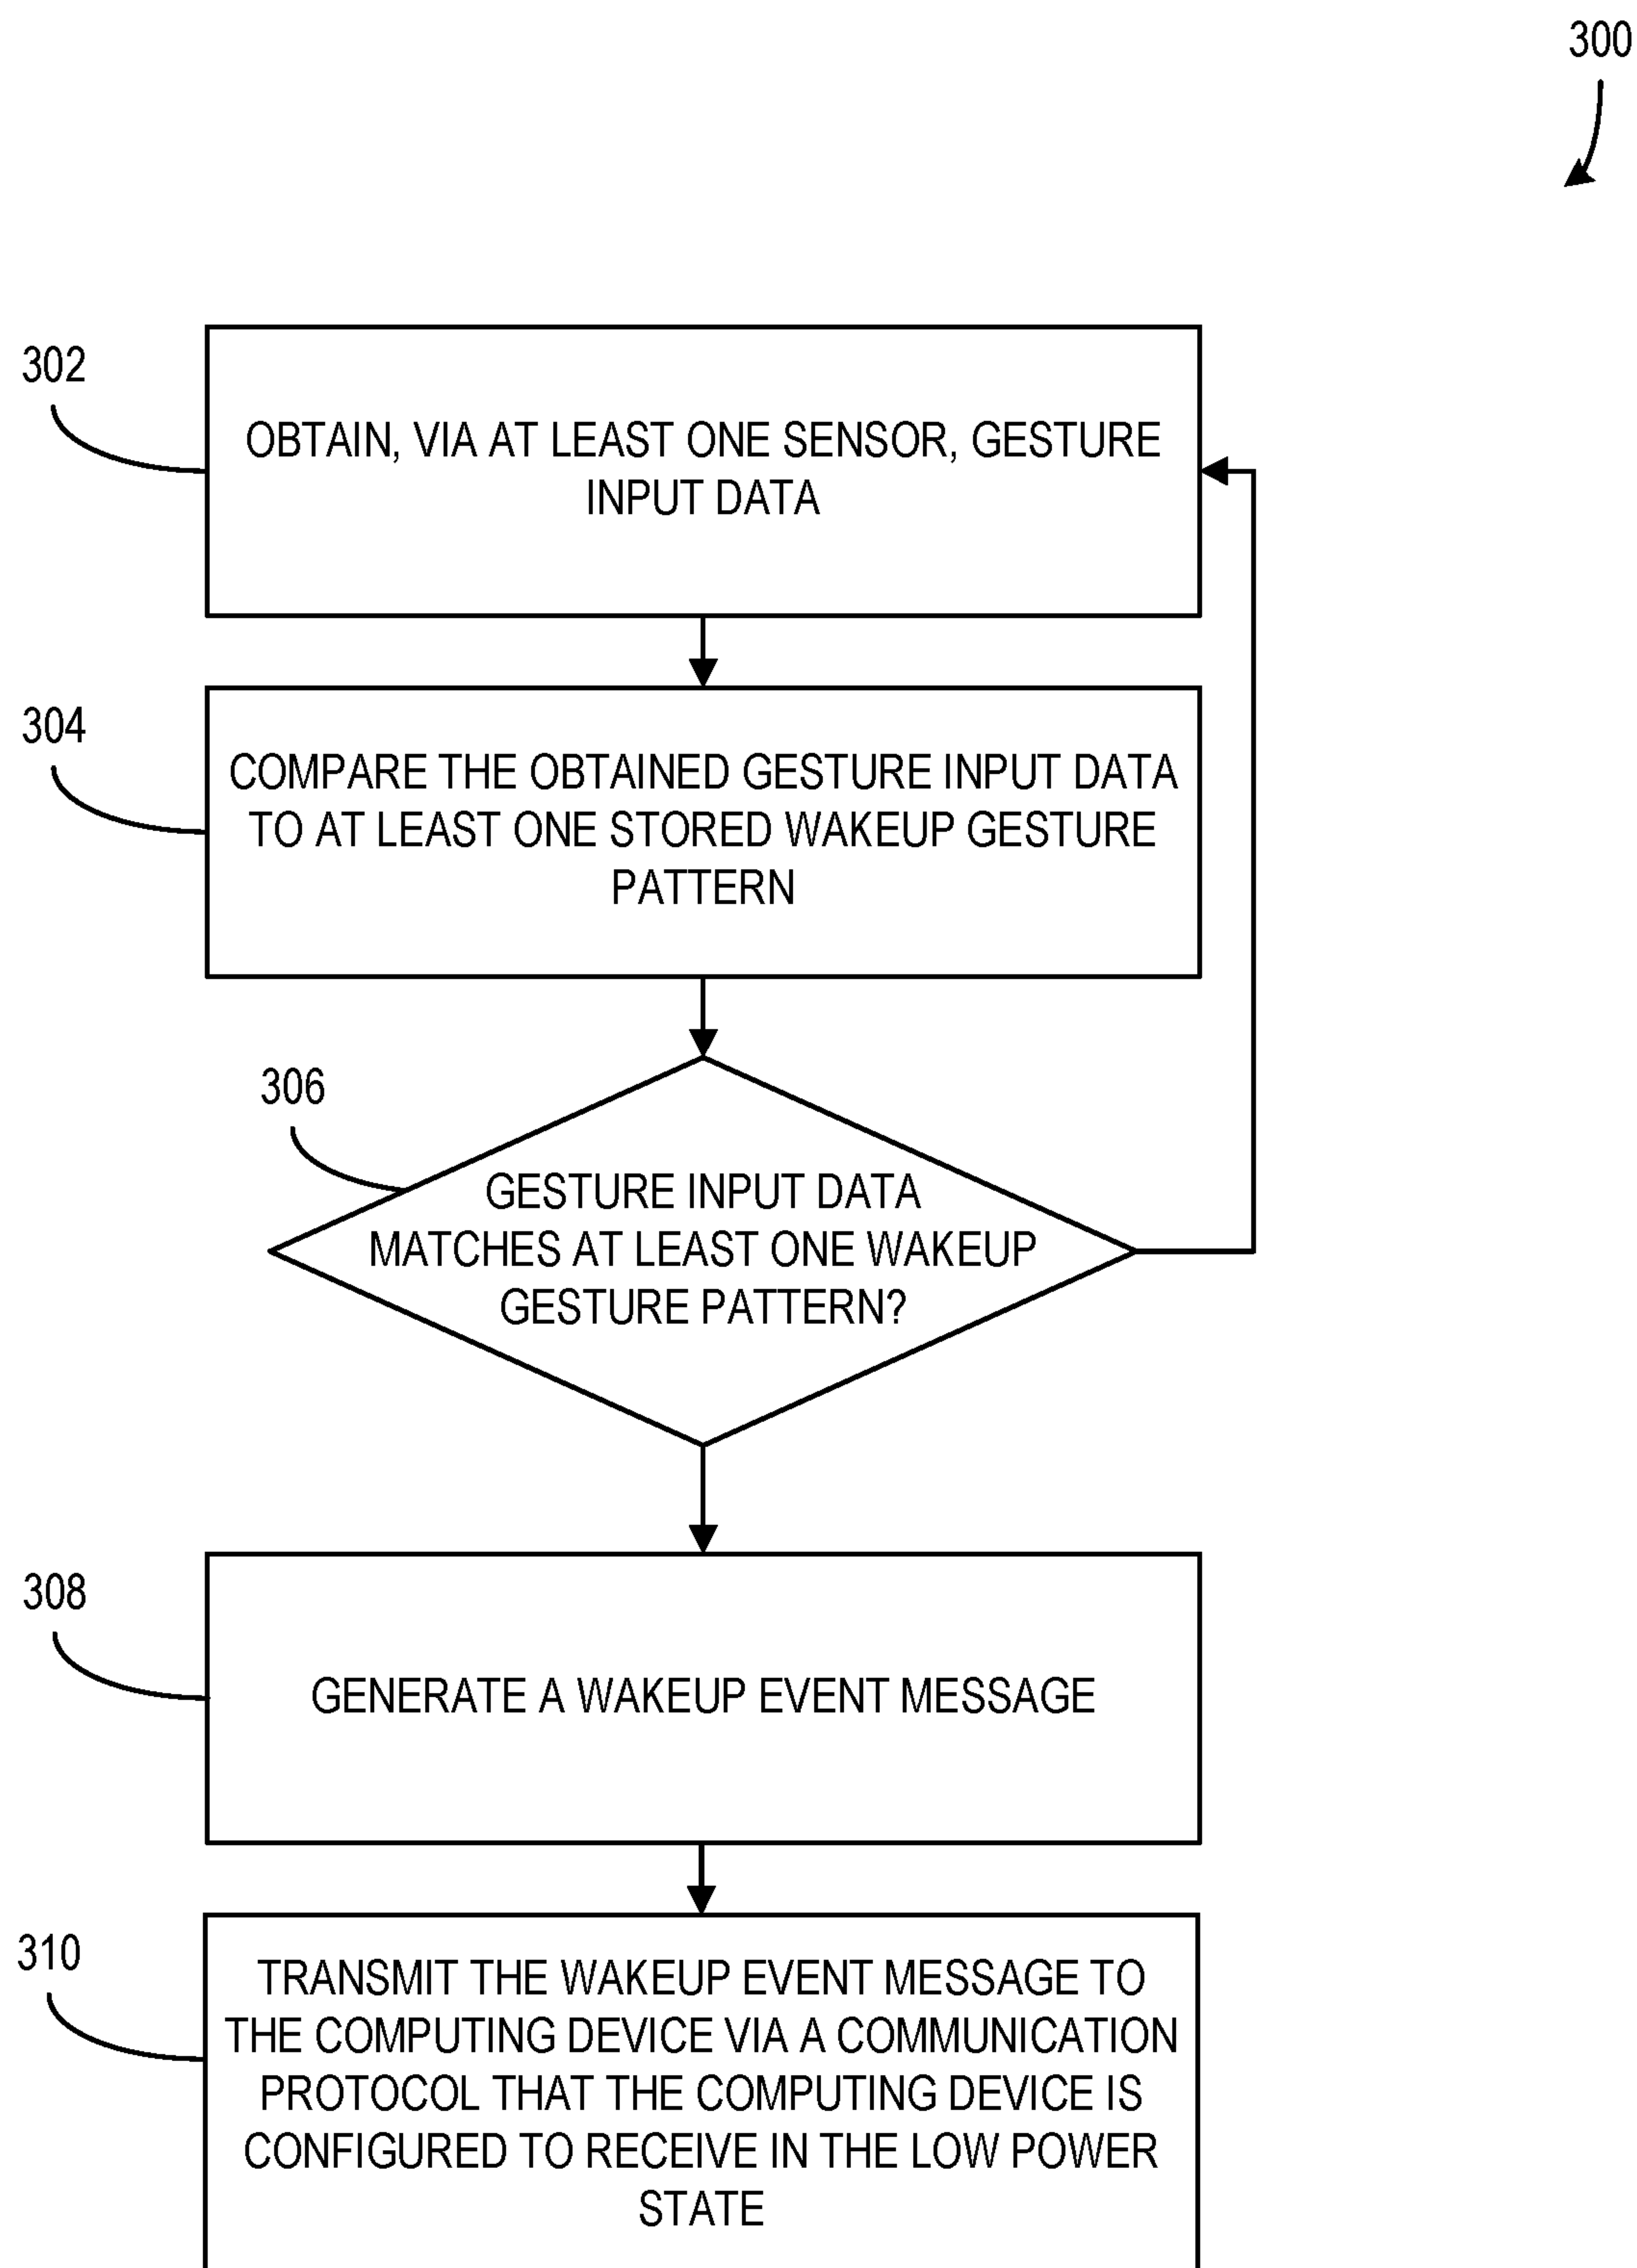 300
302
OBTAIN, VIA AT LEAST ONE SENSOR, GESTURE
INPUT DATA
304
COMPARE THE OBTAINED GESTURE INPUT DATA
TO AT LEAST ONE STORED WAKEUP GESTURE
PATTERN
306
GESTURE INPUT DATA
MATCHES AT LEAST ONE WAKEUP
GESTURE PATTERN?
308
GENERATE A WAKEUP EVENT MESSAGE
310
TRANSMIT THE WAKEUP EVENT MESSAGE TO
THE COMPUTING DEVICE VIA A COMMUNICATION
PROTOCOL THAT THE COMPUTING DEVICE IS
CONFIGURED TO RECEIVE IN THE LOW POWER
STATE